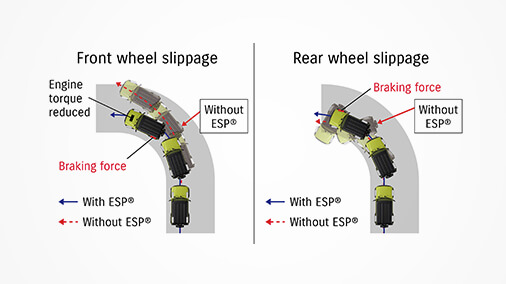 Front wheel slippage
Engine
torque
reduced
Without
ESP®
Braking force
With ESP®
Without ESP®
Rear wheel slippage
Braking force
Without
ESP®
With ESP®
Without ESP®